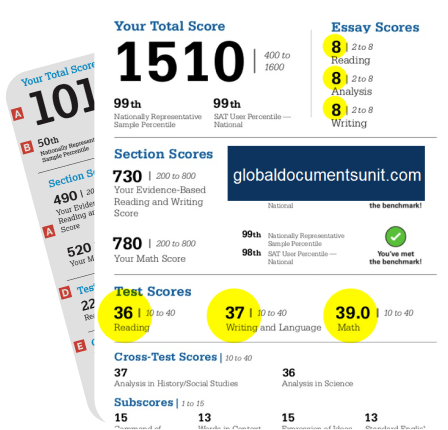 Your Total Score
1510
400 to
1600
99th
Nationally Representative
Sample Percentile
99th
SAT User Percentile —
National
Essay Scores
8 | 2 to 8
Reading
8 | 2 to 8
Analysis
8 | 2 to 8
Writing
Section Scores
730 | 200 to 800
Your Evidence-Based
Reading and Writing
Score
globaldocumentsunit.com
National
the benchmark!
780 | 200 to 800
Your Math Score
99th Nationally Representative
Sample Percentile
98th SAT User Percentile —
National
You've met
the benchmark!
Test Scores
36 | 10 to 40
Reading
37 | 10 to 40
Writing and Language
39.0 | 10 to 40
Math
Cross-Test Scores | 10 to 40
37
Analysis in History/Social Studies
36
Analysis in Science
Subscores | 1 to 15
15
Command of
13
Words in Context
15
Expression of Ideas
13
Standard Engl
Your Total Score
A
101
B
50th
Nationally Represent
Sample Percentile
Section S
490 | 20
Your Eviden
Reading an
Score
A
520
Your M
D
Test
22
Rea
E